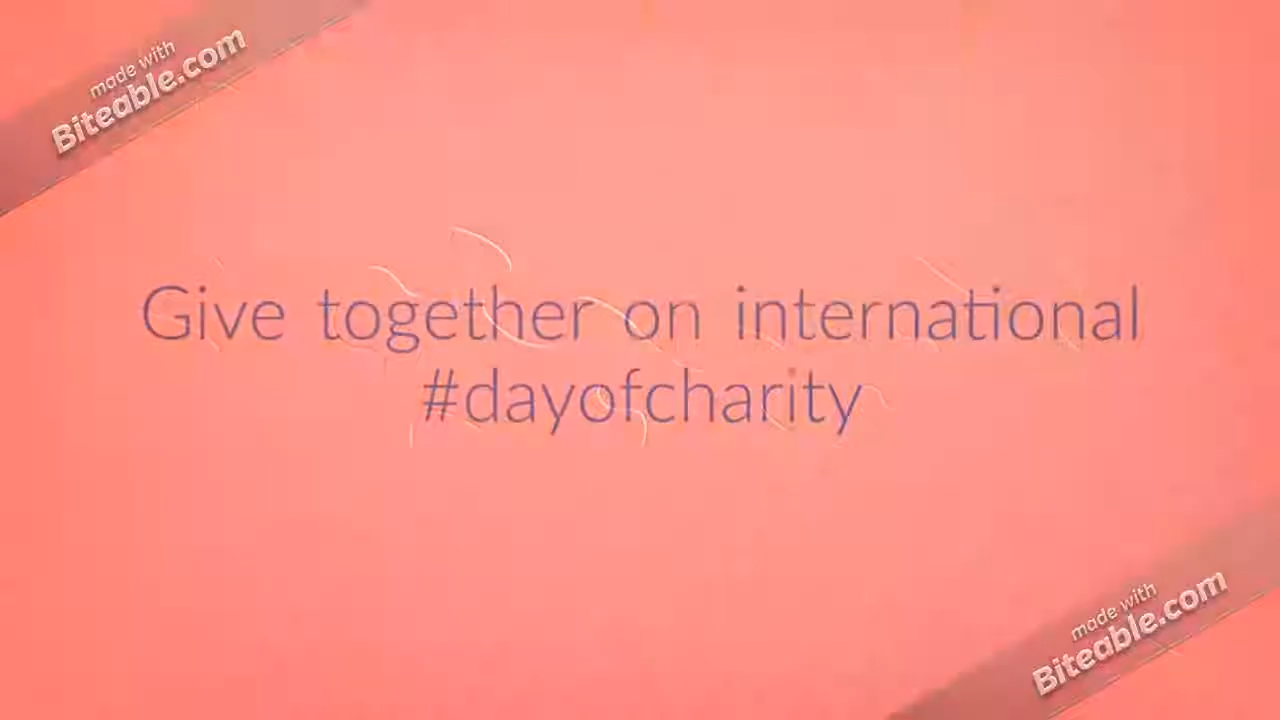 made with
Biteable.com
Give together on international
#dayofcharity
made with
Biteable.com